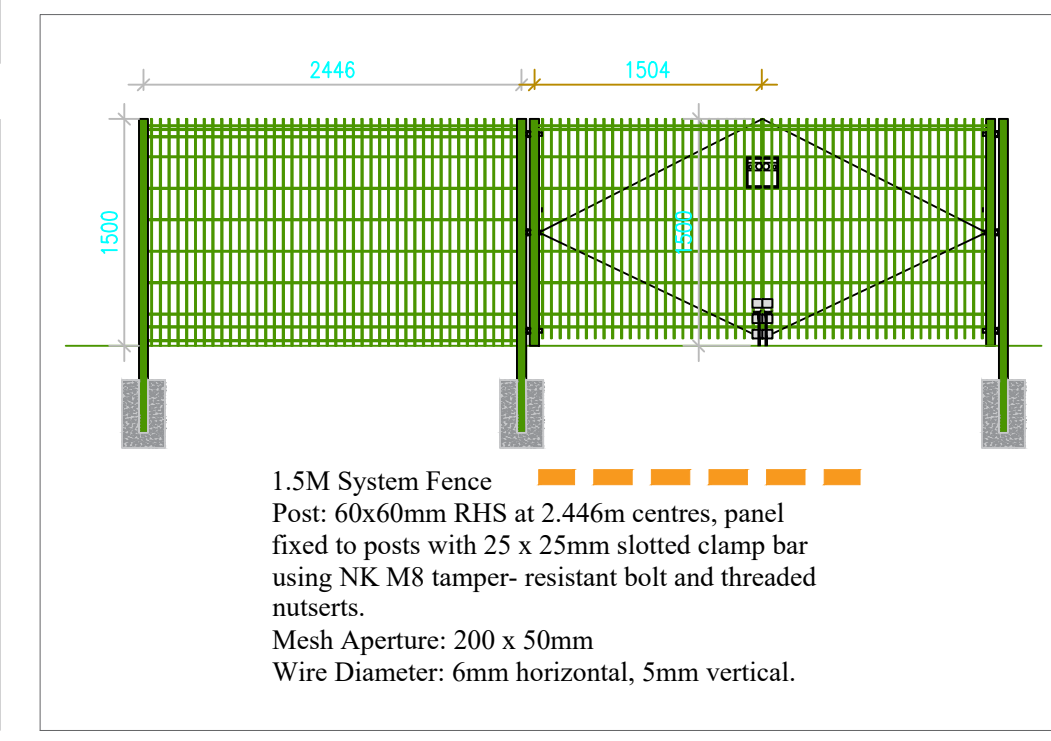 2446
1504
1500
1500
1.5M System Fence
Post: 60x60mm RHS at 2.446m centres, panel
fixed to posts with 25 x 25mm slotted clamp bar
using NK M8 tamper- resistant bolt and threaded
nutserts.
Mesh Aperture: 200 x 50mm
Wire Diameter: 6mm horizontal, 5mm vertical.